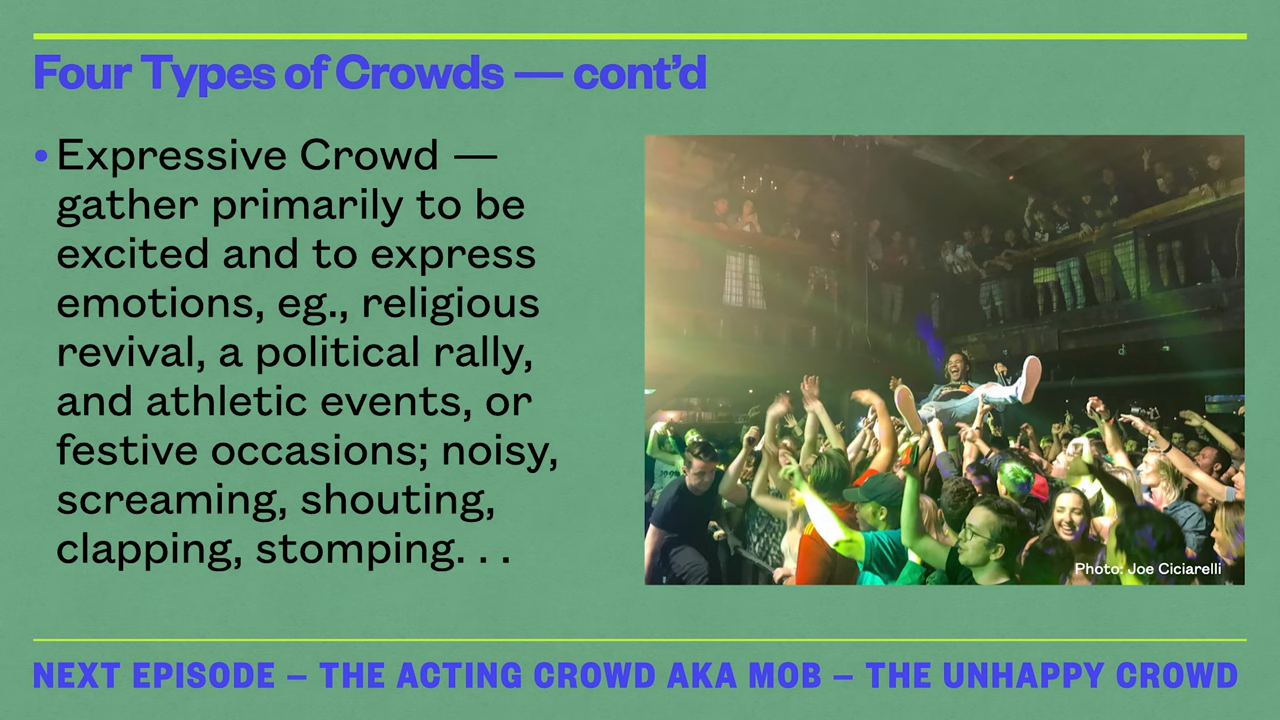 Four Types of Crowds — cont’d
• Expressive Crowd —
gather primarily to be
excited and to express
emotions, eg., religious
revival, a political rally,
and athletic events, or
festive occasions; noisy,
screaming, shouting,
clapping, stomping. . .
Photo: Joe Ciciarelli
NEXT EPISODE – THE ACTING CROWD AKA MOB – THE UNHAPPY CROWD